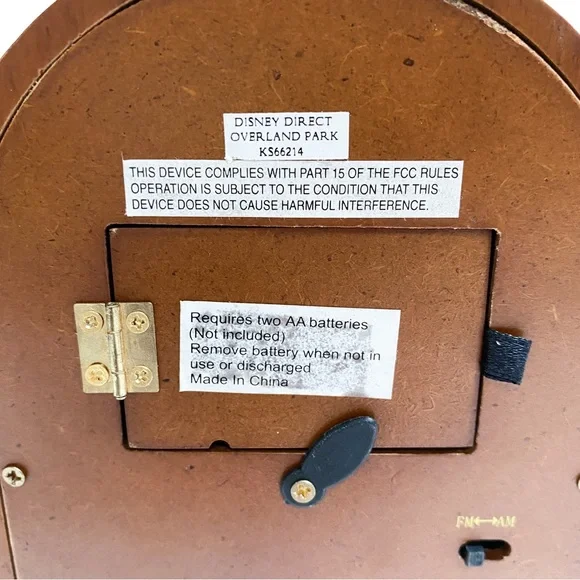 DISNEY DIRECT
OVERLAND PARK
KS66214
THIS DEVICE COMPLIES WITH PART 15 OF THE FCC RULES
OPERATION IS SUBJECT TO THE CONDITION THAT THIS
DEVICE DOES NOT CAUSE HARMFUL INTERFERENCE.
Requires two AA batteries
(Not included)
Remove battery when not in
use or discharged
Made In China
FM↔AM